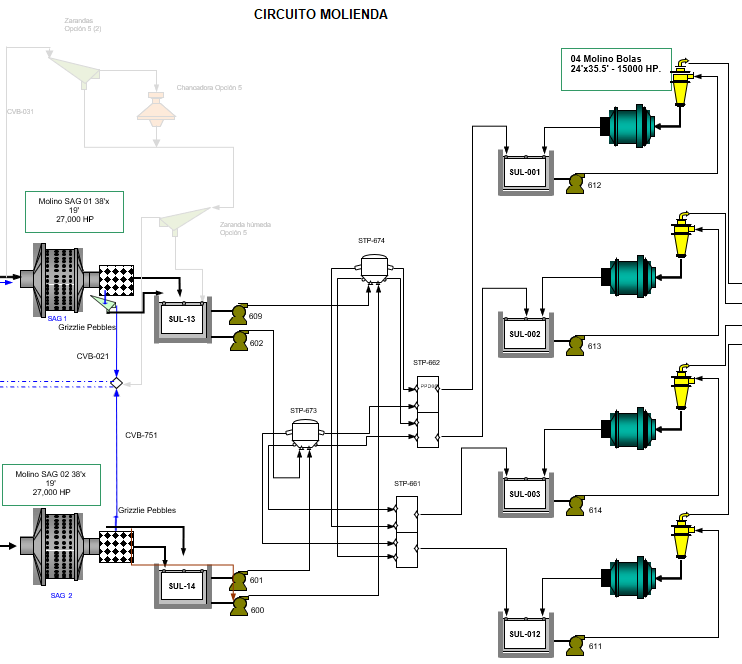 CIRCUITO MOLIENDA
Zarandas
Opción 5 (2)
04 Molino Bolas
24'x35.5' - 15000 HP.
Chancadora Opción 5
CVB-031
SUL-001
612
Molino SAG 01 38'x
19'
27,000 HP
Zaranda húmeda
Opción 5
STP-674
SAG 1
Grizzlie Pebbles
SUL-13
609
602
SUL-002
613
CVB-021
STP-662
STP-673
CVB-751
Molino SAG 02 38'x
19'
27,000 HP
STP-661
SUL-003
614
Grizzlie Pebbles
SAG 2
SUL-14
601
600
SUL-012
611